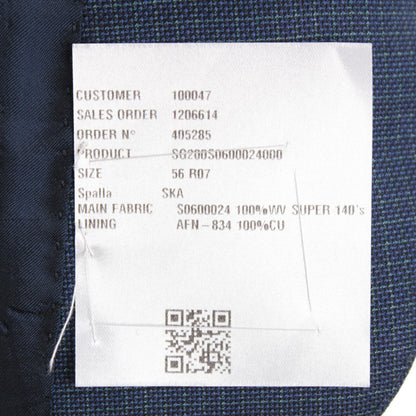 CUSTOMER 100047
SALES ORDER 1206614
ORDER N° 405285
PRODUCT SG200S0600024000
SIZE 56 R07
Spalla SKA
MAIN FABRIC S0600024 100%WV SUPER 140's
LINING AFN-834 100%CU